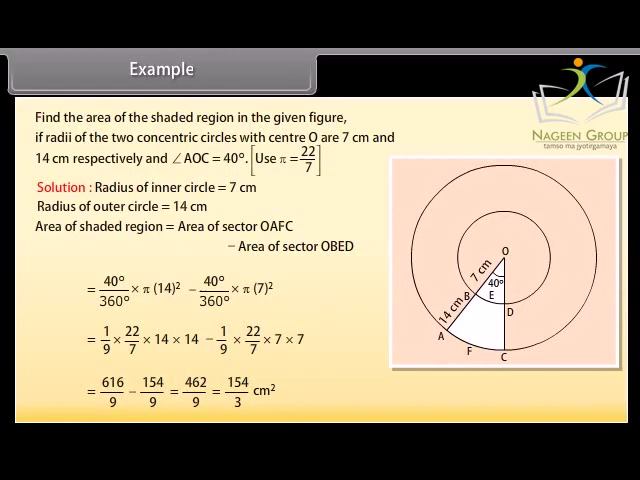 Example
NAGEEN GROUP
tamso ma jyotirgamaya
Find the area of the shaded region in the given figure,
if radii of the two concentric circles with centre O are 7 cm and
14 cm respectively and ∠AOC = 40°. [Use π = 22/7]
Solution : Radius of inner circle = 7 cm
Radius of outer circle = 14 cm
Area of shaded region = Area of sector OAFC
− Area of sector OBED
= 40°/360° × π (14)² − 40°/360° × π (7)²
= 1/9 × 22/7 × 14 × 14 − 1/9 × 22/7 × 7 × 7
= 616/9 − 154/9 = 462/9 = 154/3 cm²
O
7 cm
40°
B
E
D
14 cm
A
F
C